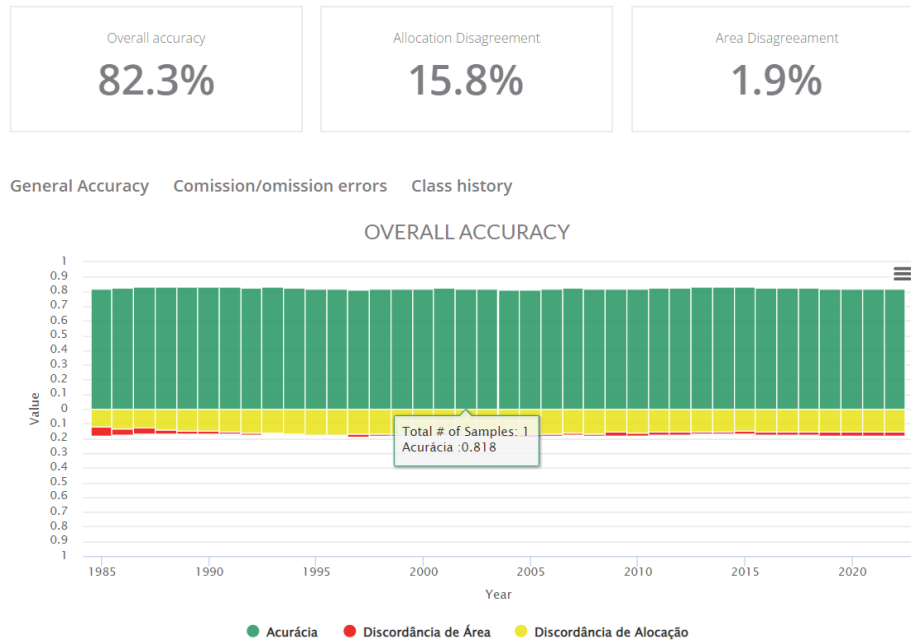 Overall accuracy
82.3%
Allocation Disagreement
15.8%
Area Disagreeament
1.9%
General Accuracy
Comission/omission errors
Class history
OVERALL ACCURACY
1
0.9
0.8
0.7
0.6
0.5
0.4
0.3
0.2
0.1
0
0.1
0.2
0.3
0.4
0.5
0.6
0.7
0.8
0.9
1
Value
Total # of Samples: 1
Acurácia :0.818
1985
1990
1995
2000
2005
2010
2015
2020
Year
Acurácia
Discordância de Área
Discordância de Alocação